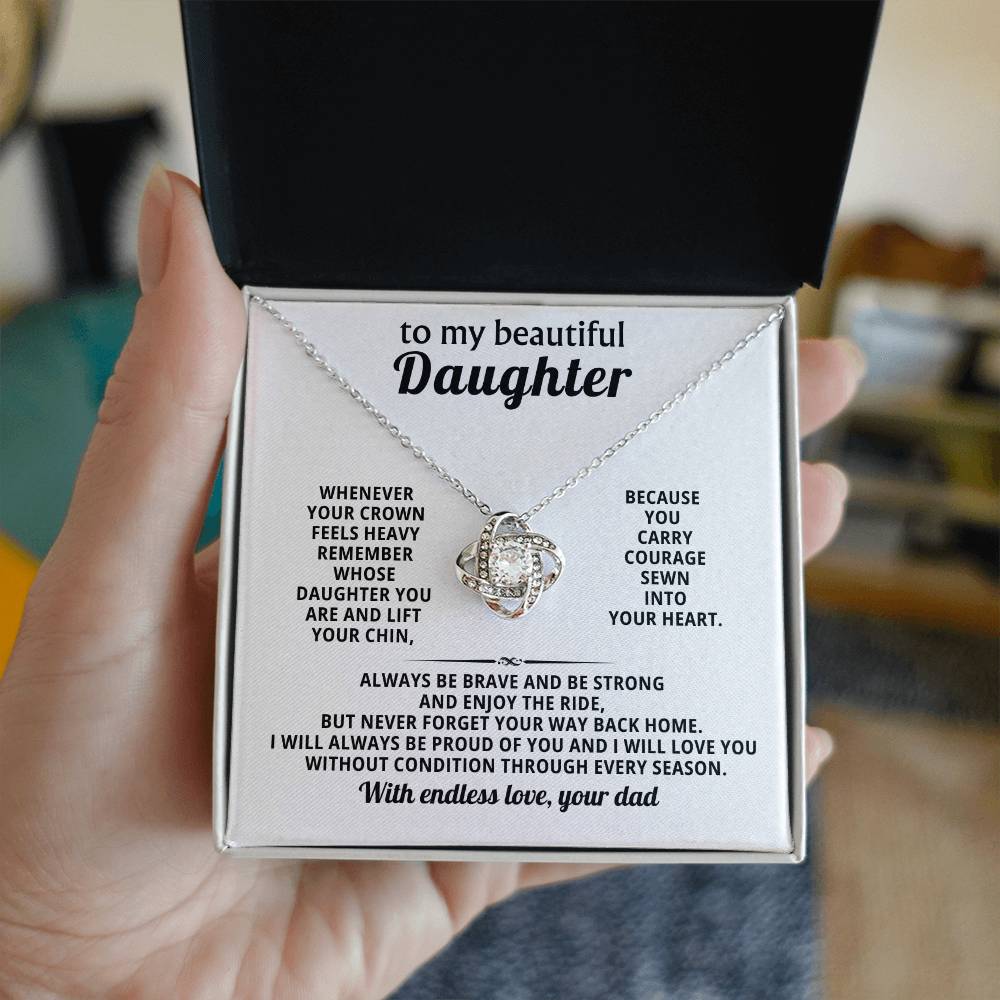 to my beautiful
Daughter
WHENEVER
YOUR CROWN
FEELS HEAVY
REMEMBER
WHOSE
DAUGHTER YOU
ARE AND LIFT
YOUR CHIN,
BECAUSE
YOU
CARRY
COURAGE
SEWN
INTO
YOUR HEART.
ALWAYS BE BRAVE AND BE STRONG
AND ENJOY THE RIDE,
BUT NEVER FORGET YOUR WAY BACK HOME.
I WILL ALWAYS BE PROUD OF YOU AND I WILL LOVE YOU
WITHOUT CONDITION THROUGH EVERY SEASON.
With endless love, your dad